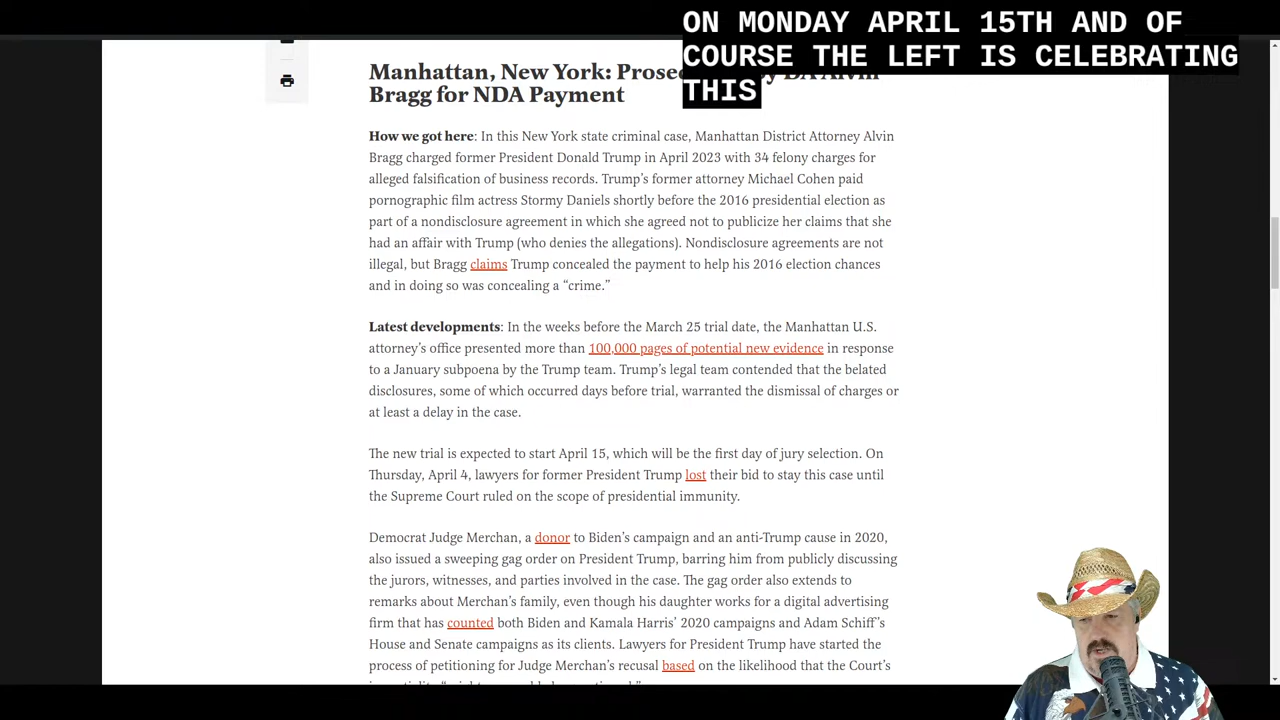 ON MONDAY APRIL 15TH AND OF
COURSE THE LEFT IS CELEBRATING
THIS
Manhattan, New York:
Bragg for NDA Payment
How we got here: In this New York state criminal case, Manhattan District Attorney Alvin
Bragg charged former President Donald Trump in April 2023 with 34 felony charges for
alleged falsification of business records. Trump’s former attorney Michael Cohen paid
pornographic film actress Stormy Daniels shortly before the 2016 presidential election as
part of a nondisclosure agreement in which she agreed not to publicize her claims that she
had an affair with Trump (who denies the allegations). Nondisclosure agreements are not
illegal, but Bragg claims Trump concealed the payment to help his 2016 election chances
and in doing so was concealing a “crime.”
Latest developments: In the weeks before the March 25 trial date, the Manhattan U.S.
attorney’s office presented more than 100,000 pages of potential new evidence in response
to a January subpoena by the Trump team. Trump’s legal team contended that the belated
disclosures, some of which occurred days before trial, warranted the dismissal of charges or
at least a delay in the case.
The new trial is expected to start April 15, which will be the first day of jury selection. On
Thursday, April 4, lawyers for former President Trump lost their bid to stay this case until
the Supreme Court ruled on the scope of presidential immunity.
Democrat Judge Merchan, a donor to Biden’s campaign and an anti-Trump cause in 2020,
also issued a sweeping gag order on President Trump, barring him from publicly discussing
the jurors, witnesses, and parties involved in the case. The gag order also extends to
remarks about Merchan’s family, even though his daughter works for a digital advertising
firm that has counted both Biden and Kamala Harris’ 2020 campaigns and Adam Schiff’s
House and Senate campaigns as its clients. Lawyers for President Trump have started the
process of petitioning for Judge Merchan’s recusal based on the likelihood that the Court’s